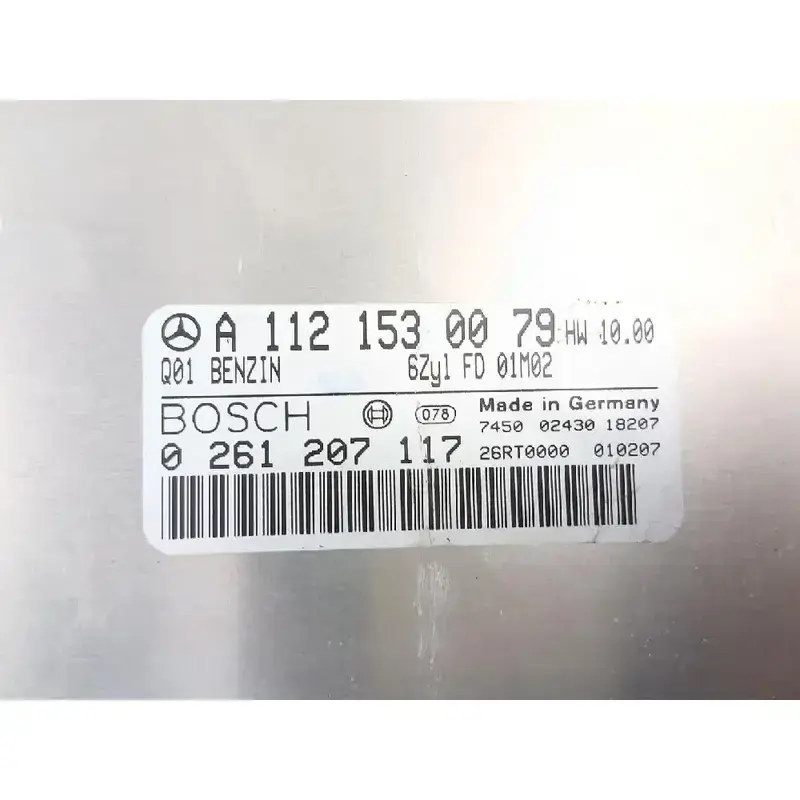 A 112 153 00 79 HW 10.00
Q01 BENZIN 6Zyl FD 01M02
BOSCH 078 Made in Germany
7450 02430 18207
0 261 207 117 26RT0000 010207